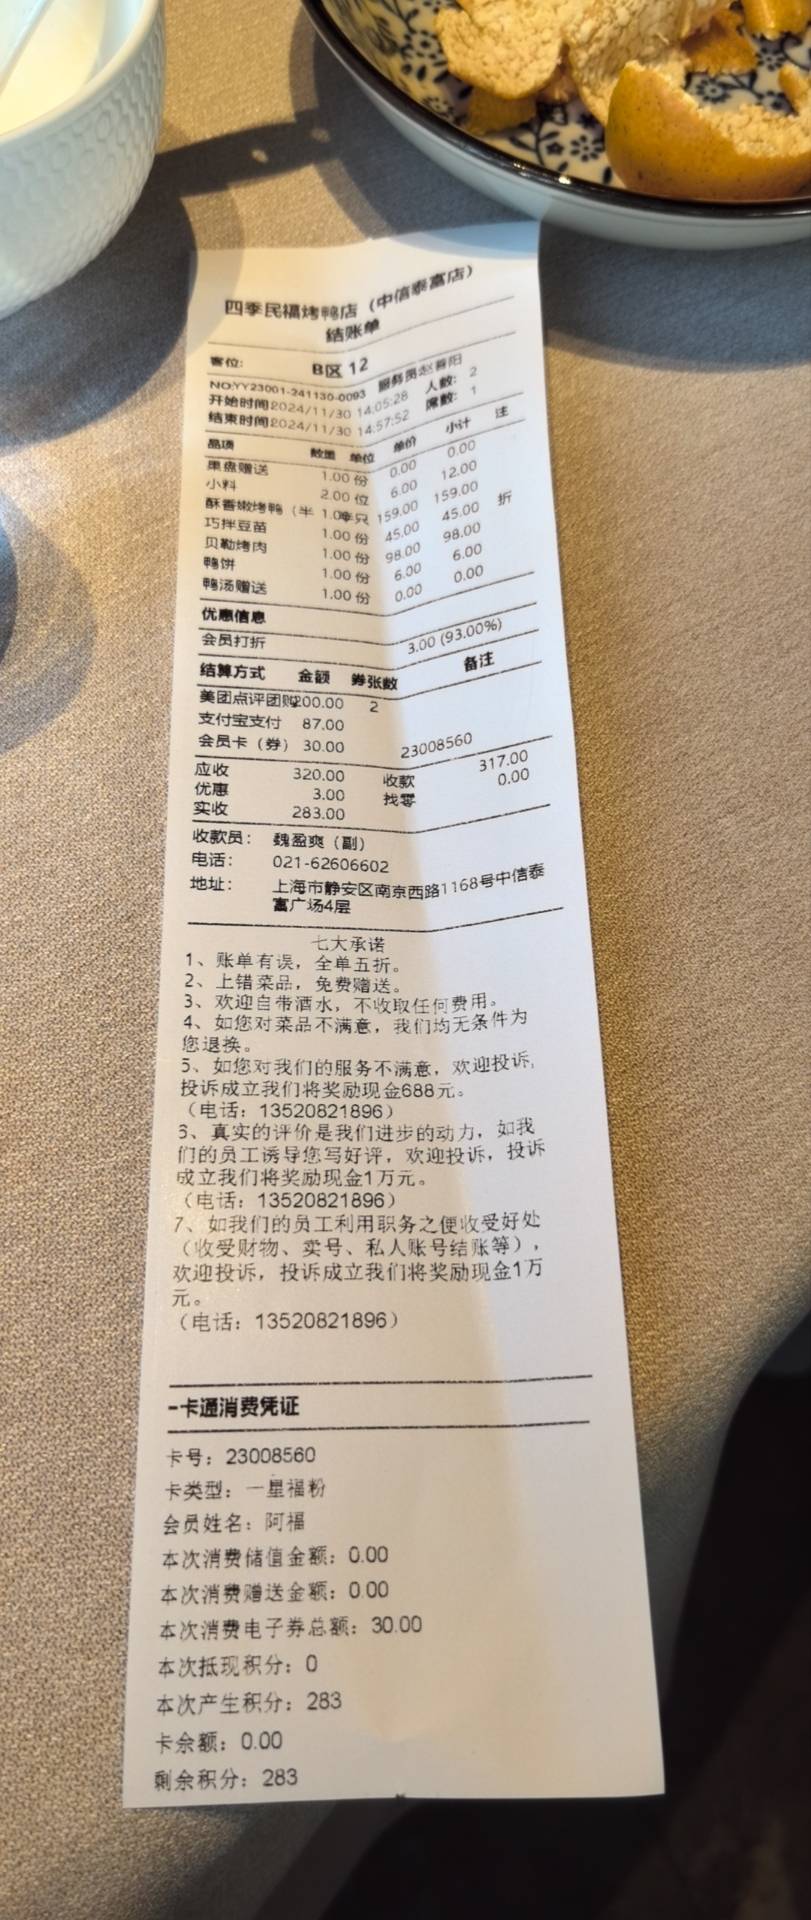 四季民福烤鸭店（中信泰富店）
结账单
客位： B区 12
NO:YY23001-241130-0093 服务员
开始时间2024/11/30 14:05:28 人数： 2
结束时间2024/11/30 14:57:52 席数： 1
品项 数量 单位 单价 小计 注
果盘赠送 1.00 份 0.00 0.00
小料 2.00 位 6.00 12.00
酥香嫩烤鸭（半 1.0 只 159.00 159.00
巧拌豆苗 1.00 份 45.00 45.00 折
贝勒烤肉 1.00 份 98.00 98.00
鸭饼 1.00 份 6.00 6.00
鸭汤赠送 1.00 份 0.00 0.00
优惠信息
会员打折 3.00 (93.00%)
结算方式 金额 券张数 备注
美团点评团购200.00 2
支付宝支付 87.00
会员卡（券） 30.00 23008560
应收 320.00 收款 317.00
优惠 3.00 找零 0.00
实收 283.00
收款员： 魏盈爽（副）
电话： 021-62606602
地址： 上海市静安区南京西路1168号中信泰
富广场4层
七大承诺
1、账单有误，全单五折。
2、上错菜品，免费赠送。
3、欢迎自带酒水，不收取任何费用。
4、如您对菜品不满意，我们均无条件为
您退换。
5、如您对我们的服务不满意，欢迎投诉，
投诉成立我们将奖励现金688元。
（电话：13520821896）
6、真实的评价是我们进步的动力，如我
们的员工诱导您写好评，欢迎投诉，投诉
成立我们将奖励现金1万元。
（电话：13520821896）
7、如我们的员工利用职务之便收受好处
（收受财物、卖号、私人账号结账等），
欢迎投诉，投诉成立我们将奖励现金1万
元。
（电话：13520821896）
一卡通消费凭证
卡号：23008560
卡类型：一星福粉
会员姓名：阿福
本次消费储值金额：0.00
本次消费赠送金额：0.00
本次消费电子券总额：30.00
本次抵现积分：0
本次产生积分：283
卡余额：0.00
剩余积分：283